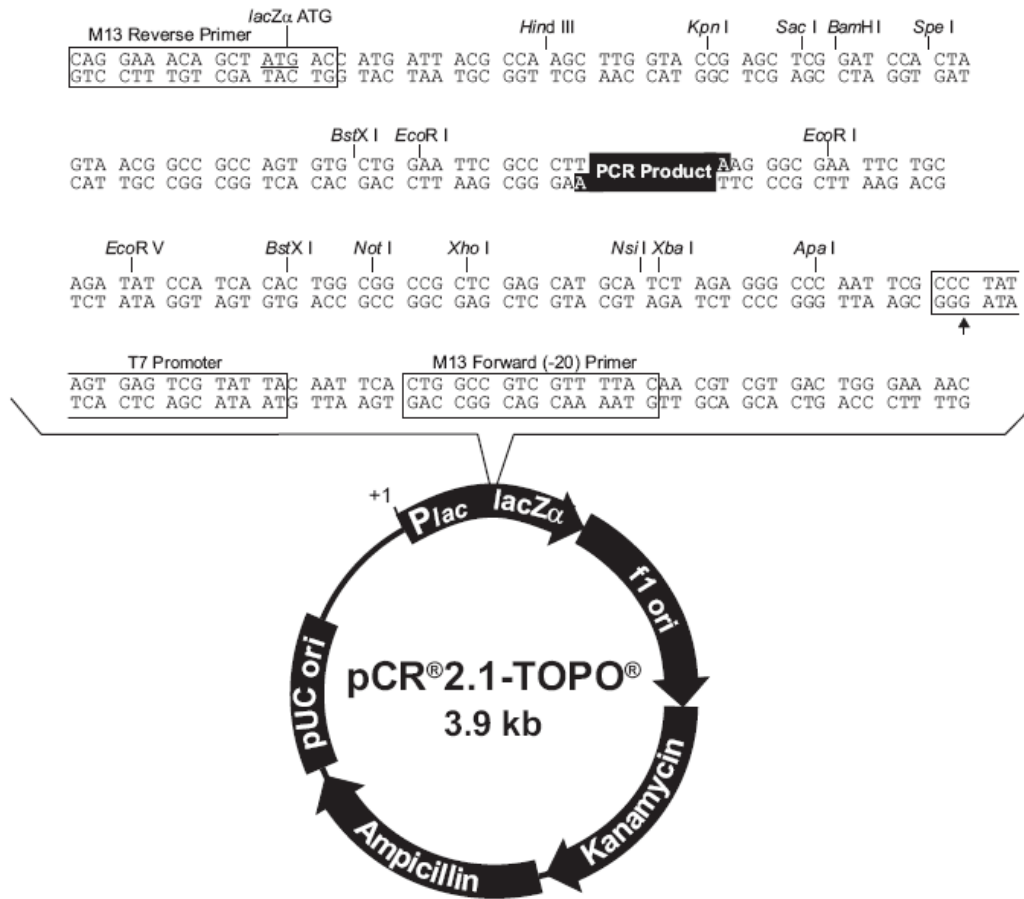 lacZα ATG
M13 Reverse Primer
Hind III Kpn I Sac I BamH I Spe I
CAG GAA ACA GCT ATG ACC ATG ATT ACG CCA AGC TTG GTA CCG AGC TCG GAT CCA CTA
GTC CTT TGT CGA TAC TGG TAC TAA TGC GGT TCG AAC CAT GGC TCG AGC CTA GGT GAT
BstX I EcoR I EcoR I
GTA ACG GCC GCC AGT GTG CTG GAA TTC GCC CTT PCR Product AAG GGC GAA TTC TGC
CAT TGC CGG CGG TCA CAC GAC CTT AAG CGG GAA TTC CCG CTT AAG ACG
EcoR V BstX I Not I Xho I Nsi I Xba I Apa I
AGA TAT CCA TCA CAC TGG CGG CCG CTC GAG CAT GCA TCT AGA GGG CCC AAT TCG CCC TAT
TCT ATA GGT AGT GTG ACC GCC GGC GAG CTC GTA CGT AGA TCT CCC GGG TTA AGC GGG ATA
T7 Promoter M13 Forward (-20) Primer
AGT GAG TCG TAT TAC AAT TCA CTG GCC GTC GTT TTA CAA CGT CGT GAC TGG GAA AAC
TCA CTC AGC ATA ATG TTA AGT GAC CGG CAG CAA AAT GTT GCA GCA CTG ACC CTT TTG
+1
Plac lacZα
f1 ori
Kanamycin
Ampicillin
pUC ori
pCR®2.1-TOPO®
3.9 kb